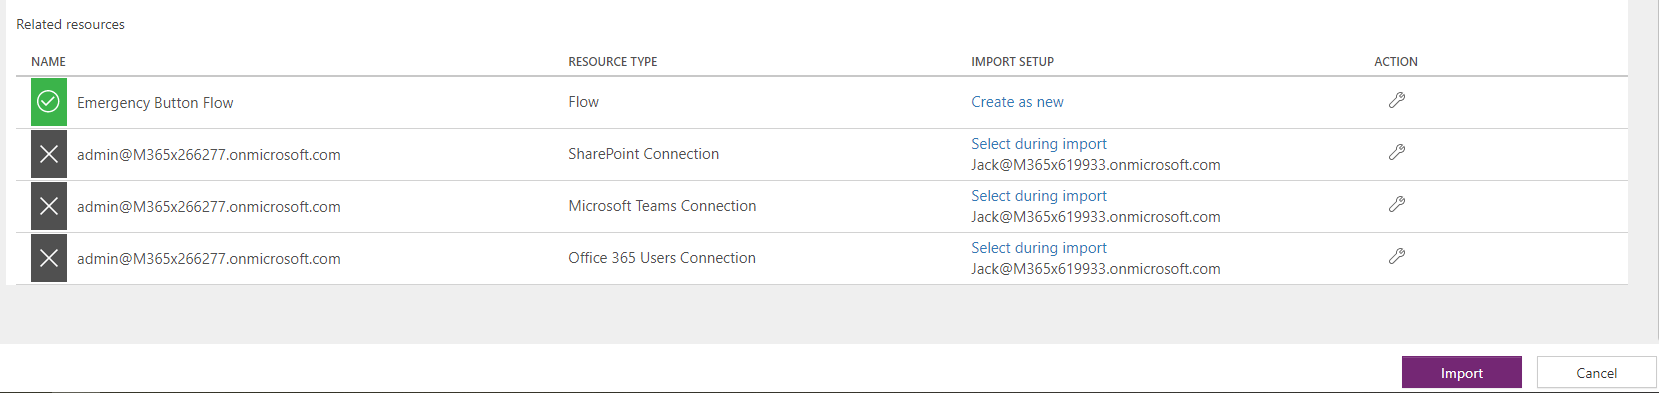 Related resources
NAME RESOURCE TYPE IMPORT SETUP ACTION
Emergency Button Flow Flow Create as new
admin@M365x266277.onmicrosoft.com SharePoint Connection Select during import
Jack@M365x619933.onmicrosoft.com
admin@M365x266277.onmicrosoft.com Microsoft Teams Connection Select during import
Jack@M365x619933.onmicrosoft.com
admin@M365x266277.onmicrosoft.com Office 365 Users Connection Select during import
Jack@M365x619933.onmicrosoft.com
Import Cancel